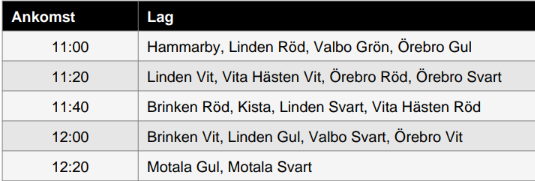 Ankomst Lag
11:00 Hammarby, Linden Röd, Valbo Grön, Örebro Gul
11:20 Linden Vit, Vita Hästen Vit, Örebro Röd, Örebro Svart
11:40 Brinken Röd, Kista, Linden Svart, Vita Hästen Röd
12:00 Brinken Vit, Linden Gul, Valbo Svart, Örebro Vit
12:20 Motala Gul, Motala Svart